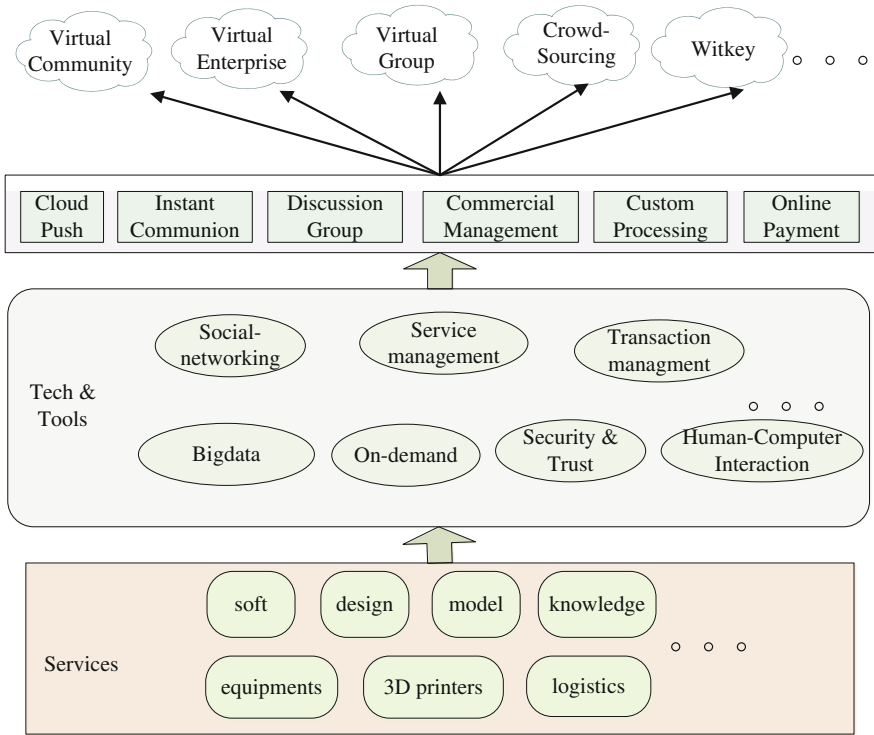 Virtual
Community
Virtual
Enterprise
Virtual
Group
Crowd-
Sourcing
Witkey
Cloud
Push
Instant
Communion
Discussion
Group
Commercial
Management
Custom
Processing
Online
Payment
Tech &
Tools
Social-
networking
Service
management
Transaction
managment
Bigdata
On-demand
Security &
Trust
Human-Computer
Interaction
Services
soft
design
model
knowledge
equipments
3D printers
logistics